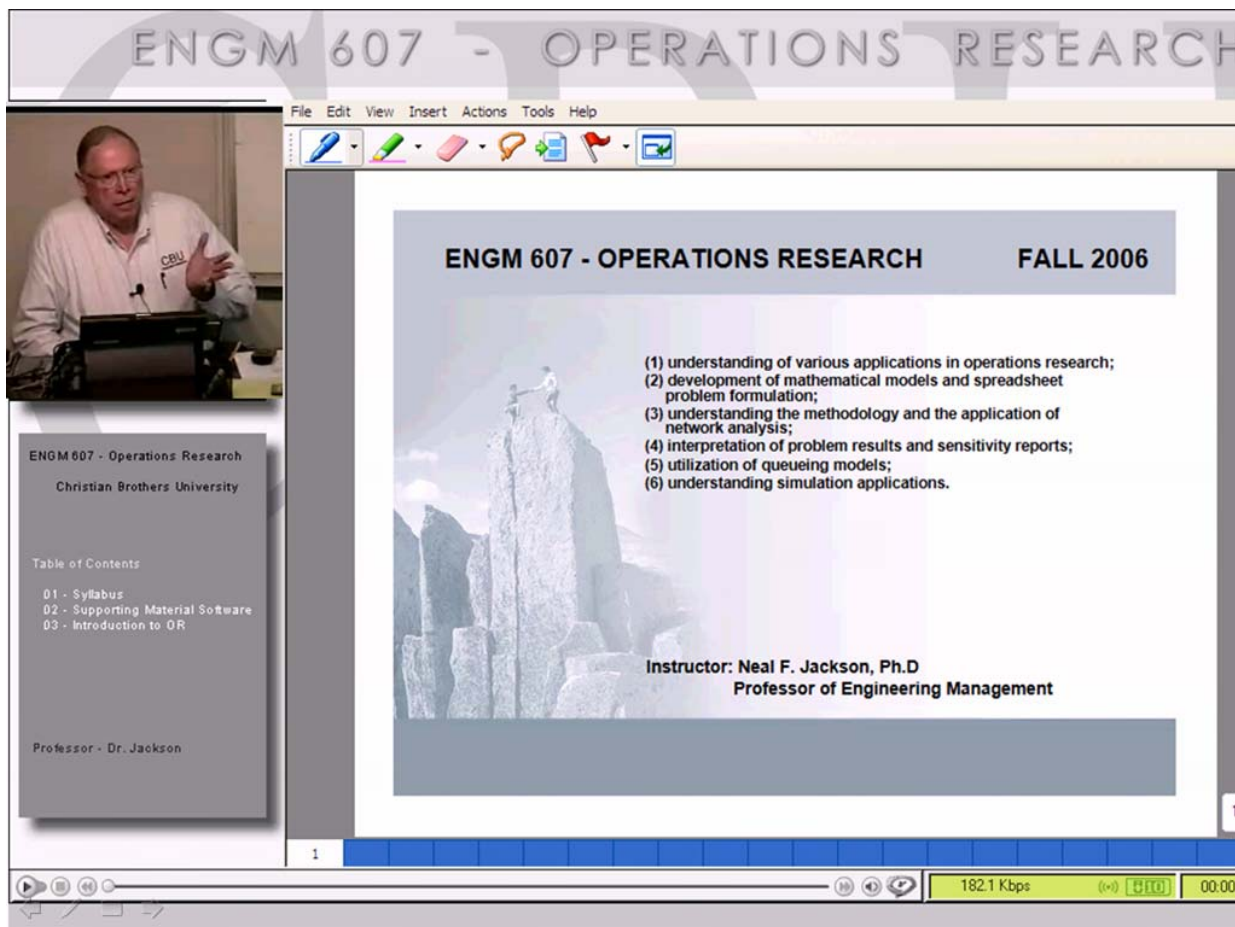 ENGM 607 - OPERATIONS RESEARCH
File Edit View Insert Actions Tools Help
CBU
ENGM 607 - OPERATIONS RESEARCH FALL 2006
(1) understanding of various applications in operations research;
(2) development of mathematical models and spreadsheet
problem formulation;
(3) understanding the methodology and the application of
network analysis;
(4) interpretation of problem results and sensitivity reports;
(5) utilization of queueing models;
(6) understanding simulation applications.
Instructor: Neal F. Jackson, Ph.D
Professor of Engineering Management
ENGM 607 - Operations Research
Christian Brothers University
Table of Contents
01 - Syllabus
02 - Supporting Material Software
03 - Introduction to OR
Professor - Dr. Jackson
1
182.1 Kbps
00:00